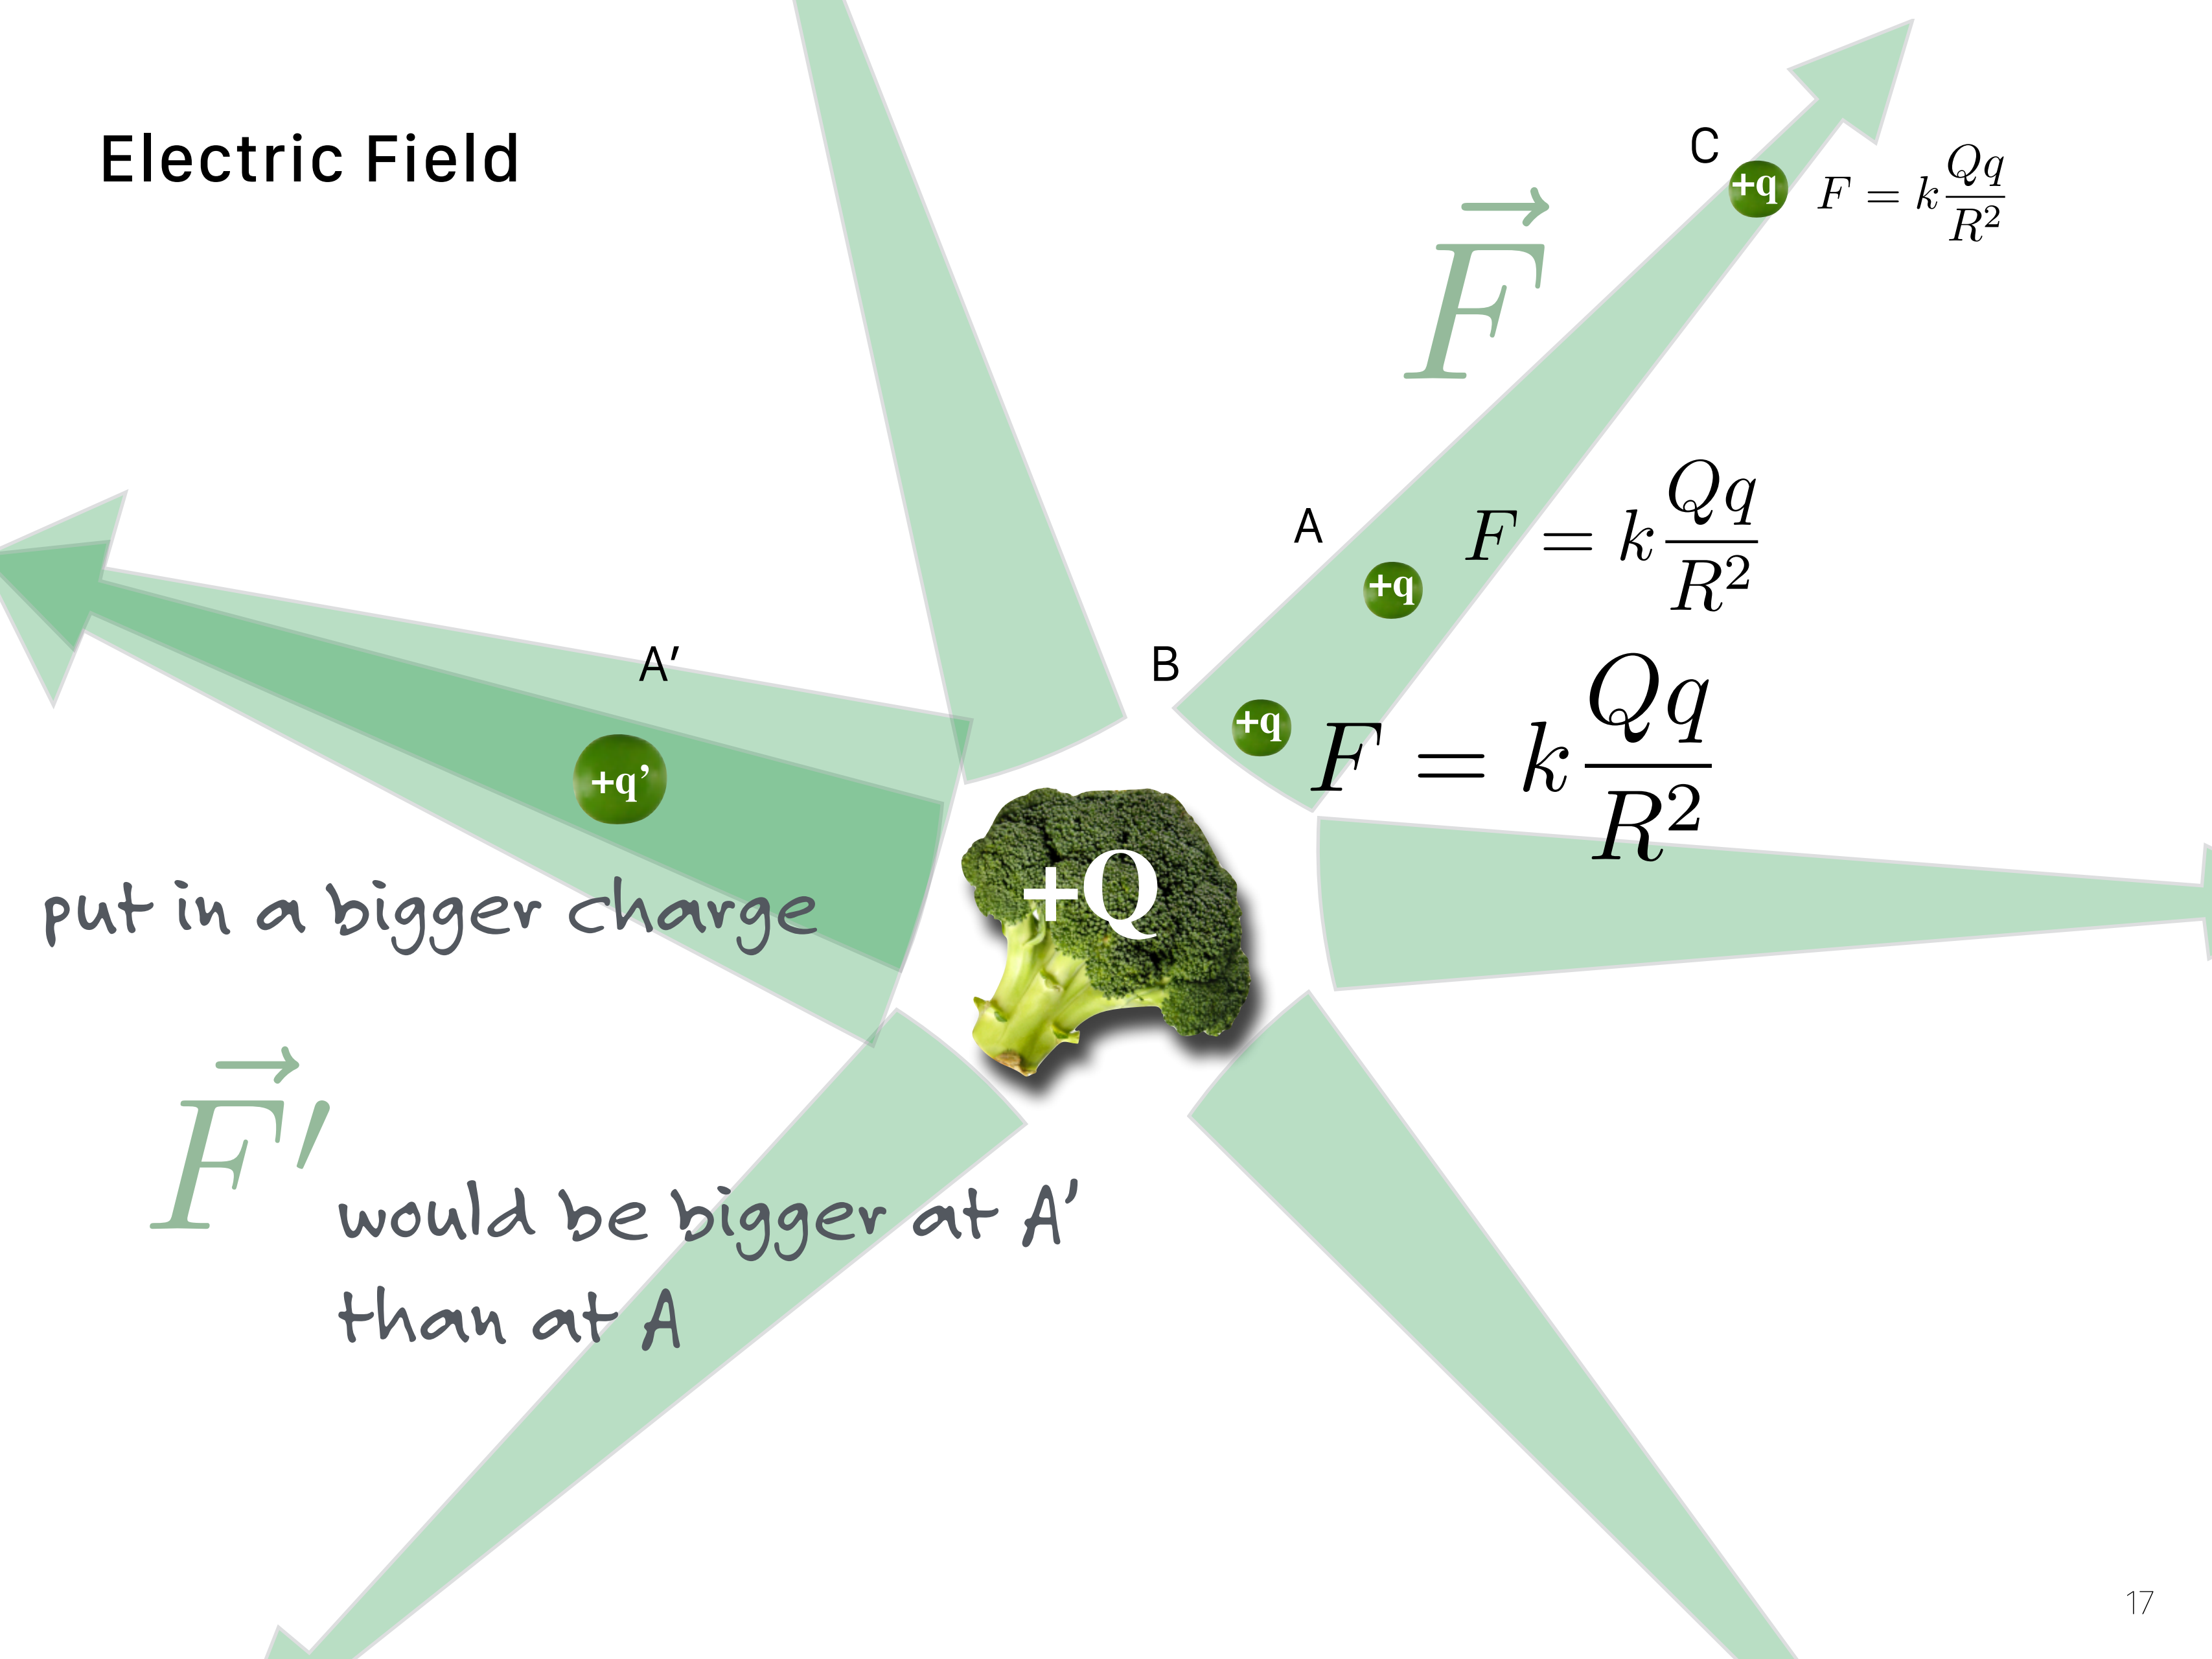 Electric Field
C
+q
F = k Qq / R²
F⃗
A
+q
F = k Qq / R²
A′
B
+q
F = k Qq / R²
+q’
+Q
put in a bigger charge
F⃗′
would be bigger at A’
than at A
17